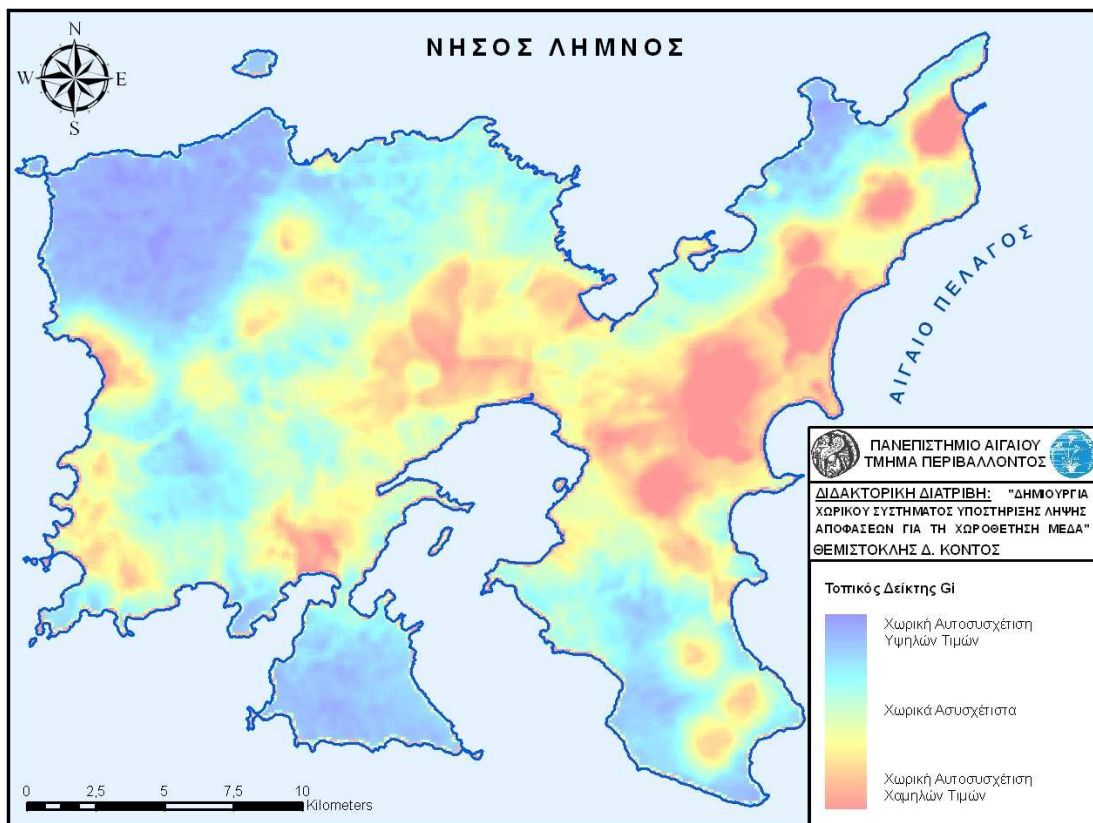 ΝΗΣΟΣ ΛΗΜΝΟΣ
N
W E
S
ΑΙΓΑΙΟ ΠΕΛΑΓΟΣ
ΠΑΝΕΠΙΣΤΗΜΙΟ ΑΙΓΑΙΟΥ
ΤΜΗΜΑ ΠΕΡΙΒΑΛΛΟΝΤΟΣ
ΔΙΔΑΚΤΟΡΙΚΗ ΔΙΑΤΡΙΒΗ: "ΔΗΜΙΟΥΡΓΙΑ
ΧΩΡΙΚΟΥ ΣΥΣΤΗΜΑΤΟΣ ΥΠΟΣΤΗΡΙΞΗΣ ΛΗΨΗΣ
ΑΠΟΦΑΣΕΩΝ ΓΙΑ ΤΗ ΧΩΡΟΘΕΤΗΣΗ ΜΕΔΑ"
ΘΕΜΙΣΤΟΚΛΗΣ Δ. ΚΟΝΤΟΣ
Τοπικός Δείκτης Gi
Χωρική Αυτοσυσχέτιση
Υψηλών Τιμών
Χωρικά Ασυσχέτιστα
Χωρική Αυτοσυσχέτιση
Χαμηλών Τιμών
0 2,5 5 7,5 10
Kilometers